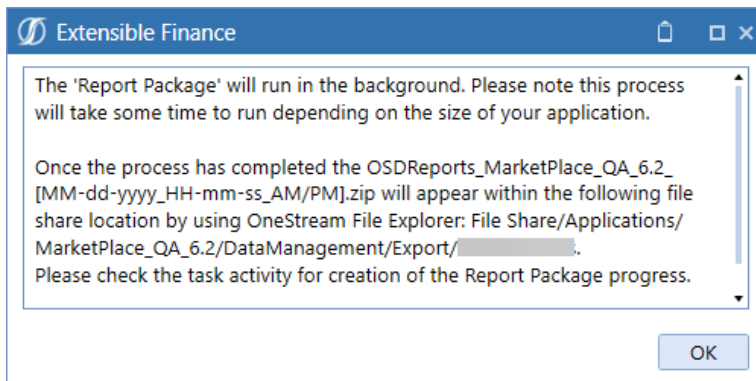 Extensible Finance
The 'Report Package' will run in the background. Please note this process
will take some time to run depending on the size of your application.
Once the process has completed the OSDReports_MarketPlace_QA_6.2_
[MM-dd-yyyy_HH-mm-ss_AM/PM].zip will appear within the following file
share location by using OneStream File Explorer: File Share/Applications/
MarketPlace_QA_6.2/DataManagement/Export/
Please check the task activity for creation of the Report Package progress.
OK